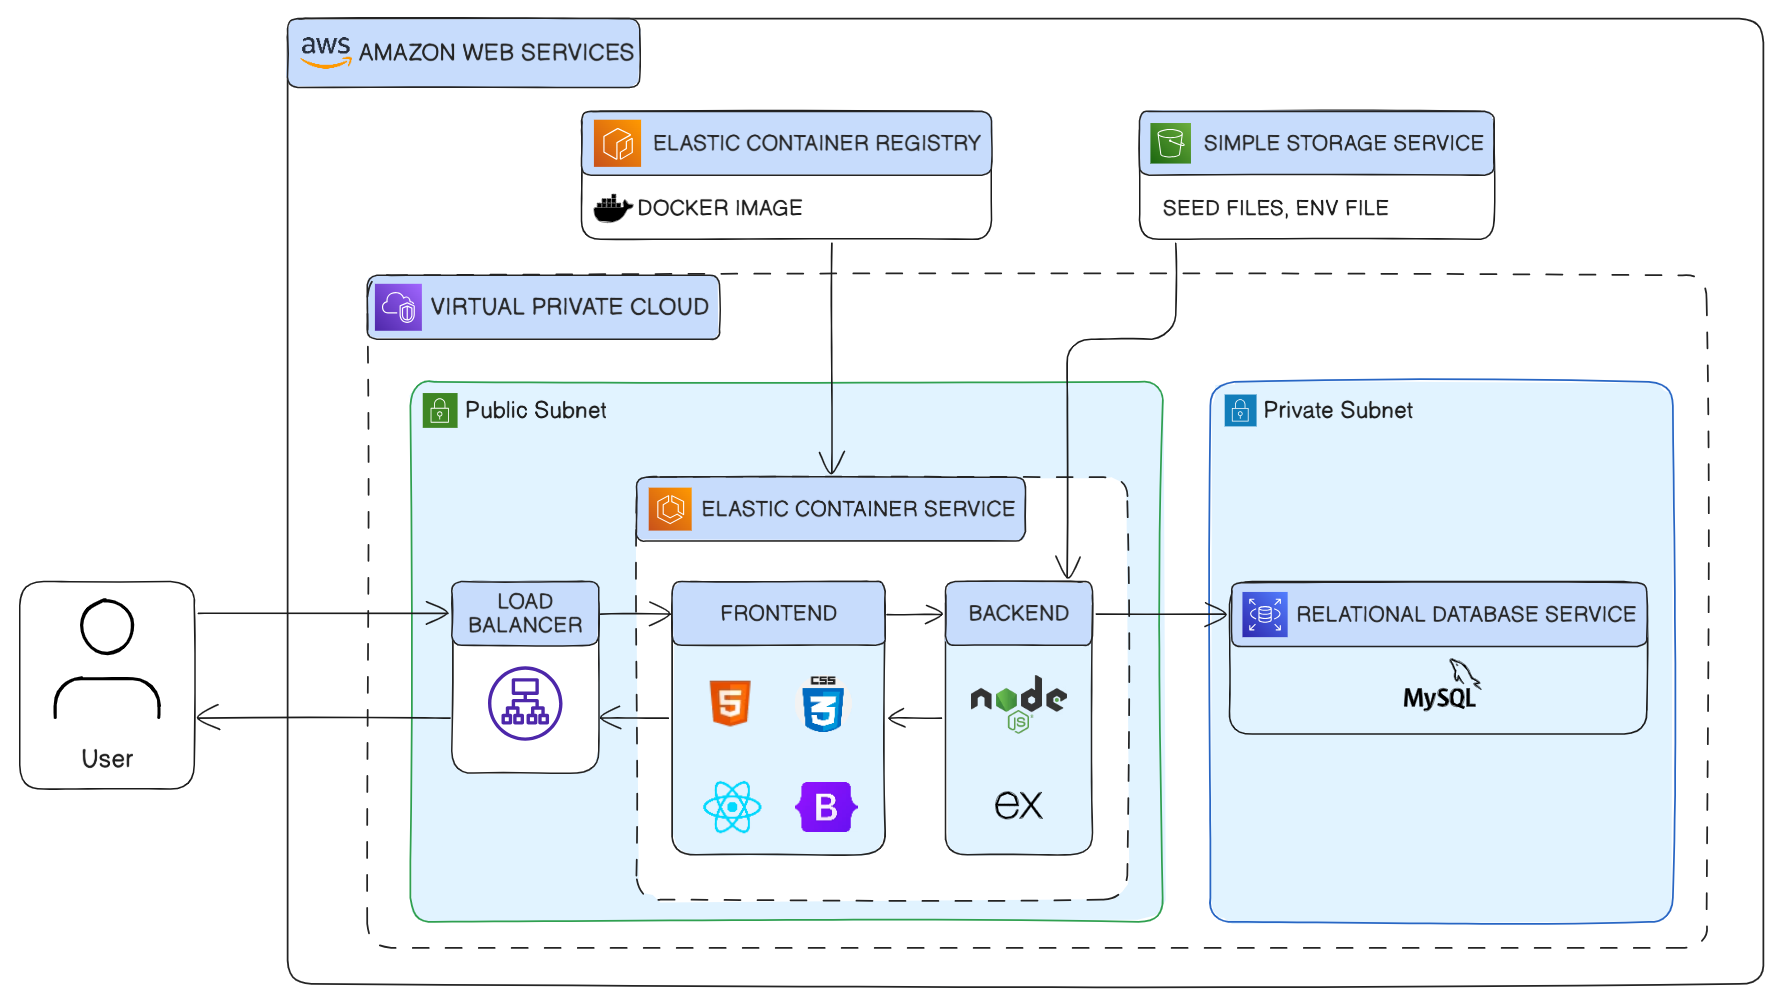 aws AMAZON WEB SERVICES
ELASTIC CONTAINER REGISTRY
DOCKER IMAGE
SIMPLE STORAGE SERVICE
SEED FILES, ENV FILE
VIRTUAL PRIVATE CLOUD
Public Subnet
Private Subnet
ELASTIC CONTAINER SERVICE
User
LOAD
BALANCER
FRONTEND
5
CSS
3
B
BACKEND
node
JS
ex
RELATIONAL DATABASE SERVICE
MySQL